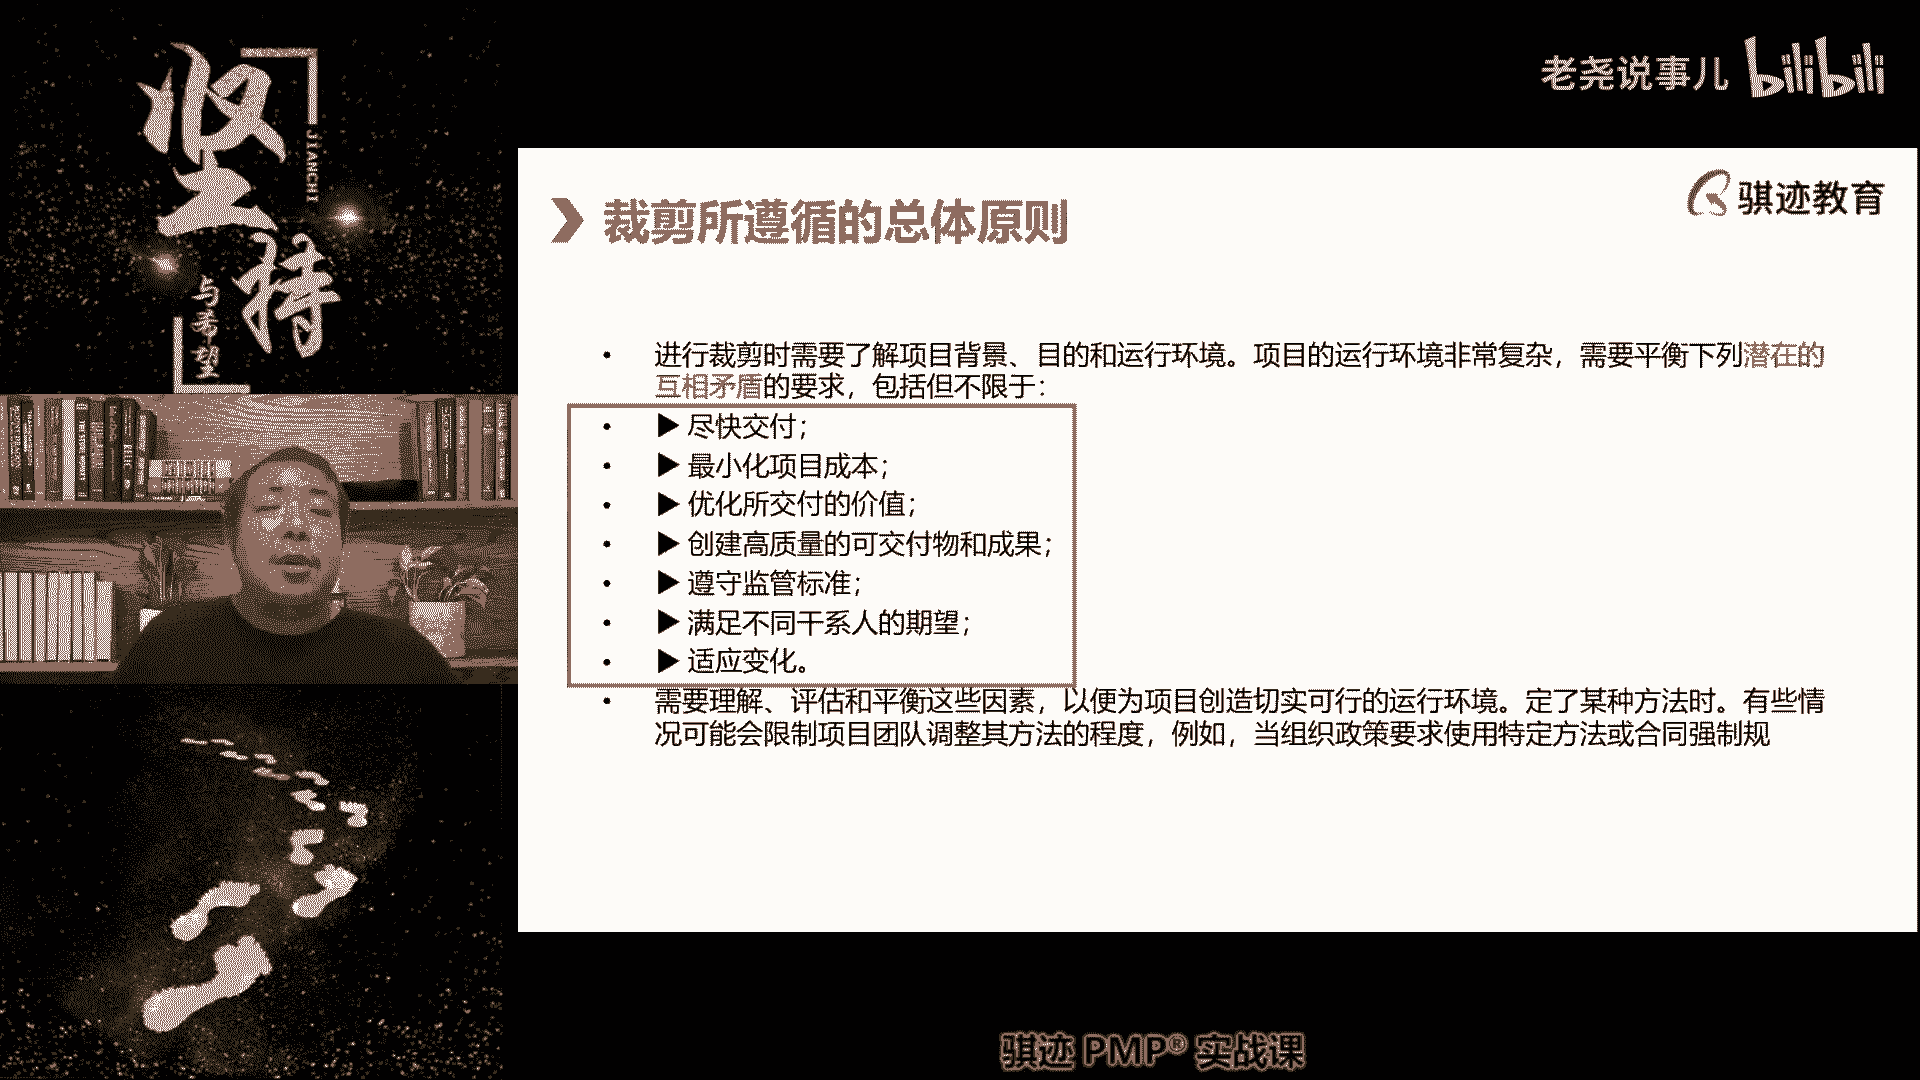 坚持
JIANCHI
与希望
老尧说事儿 bilibili
骐迹教育
裁剪所遵循的总体原则
• 进行裁剪时需要了解项目背景、目的和运行环境。项目的运行环境非常复杂，需要平衡下列潜在的
互相矛盾的要求，包括但不限于：
• ▶ 尽快交付；
• ▶ 最小化项目成本；
• ▶ 优化所交付的价值；
• ▶ 创建高质量的可交付物和成果；
• ▶ 遵守监管标准；
• ▶ 满足不同干系人的期望；
• ▶ 适应变化。
• 需要理解、评估和平衡这些因素，以便为项目创造切实可行的运行环境。定了某种方法时。有些情
况可能会限制项目团队调整其方法的程度，例如，当组织政策要求使用特定方法或合同强制规
骐迹 PMP® 实战课